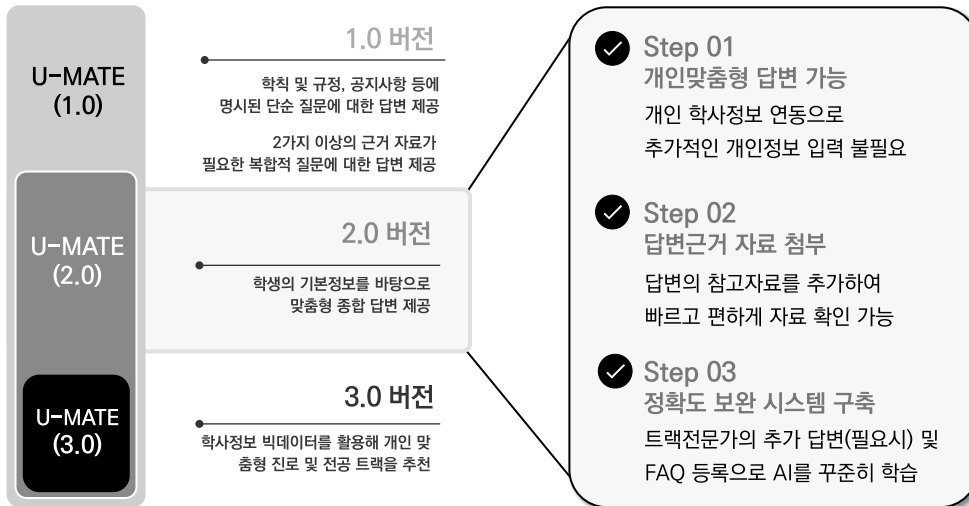 U-MATE
(1.0)
1.0 버전
학칙 및 규정, 공지사항 등에
명시된 단순 질문에 대한 답변 제공
2가지 이상의 근거 자료가
필요한 복합적 질문에 대한 답변 제공
U-MATE
(2.0)
2.0 버전
학생의 기본정보를 바탕으로
맞춤형 종합 답변 제공
U-MATE
(3.0)
3.0 버전
학사정보 빅데이터를 활용해 개인 맞
춤형 진로 및 전공 트랙을 추천
Step 01
개인맞춤형 답변 가능
개인 학사정보 연동으로
추가적인 개인정보 입력 불필요
Step 02
답변근거 자료 첨부
답변의 참고자료를 추가하여
빠르고 편하게 자료 확인 가능
Step 03
정확도 보완 시스템 구축
트랙전문가의 추가 답변(필요시) 및
FAQ 등록으로 AI를 꾸준히 학습